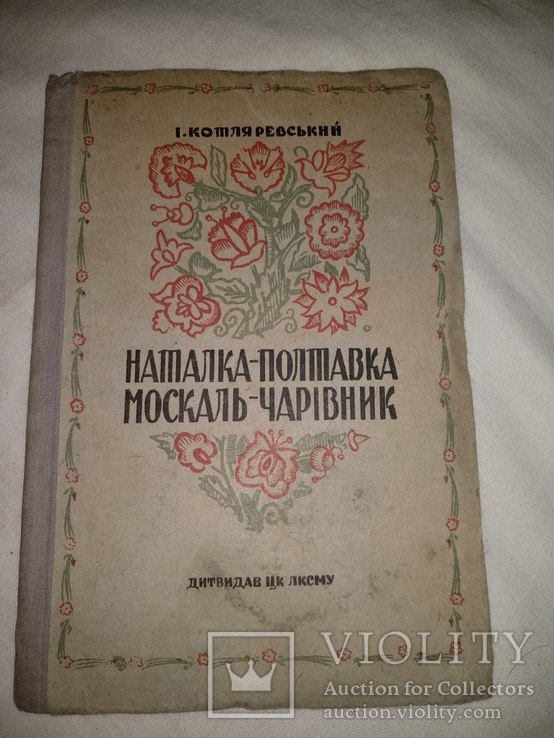 І. КОТЛЯРЕВСЬКИЙ
НАТАЛКА-ПОЛТАВКА
МОСКАЛЬ-ЧАРІВНИК
ДИТВИДАВ ЦК ЛКСМУ
VIOLITY
Auction for Collectors
auction.violity.com